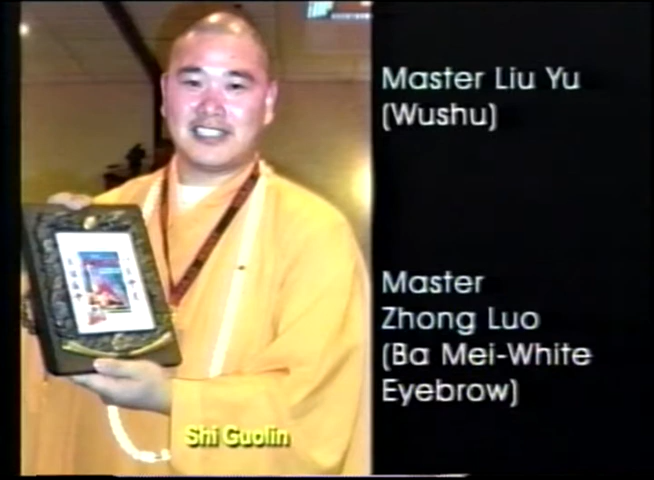 Master Liu Yu
(Wushu)
Master
Zhong Luo
(Ba Mei-White
Eyebrow)
Shi Guolin